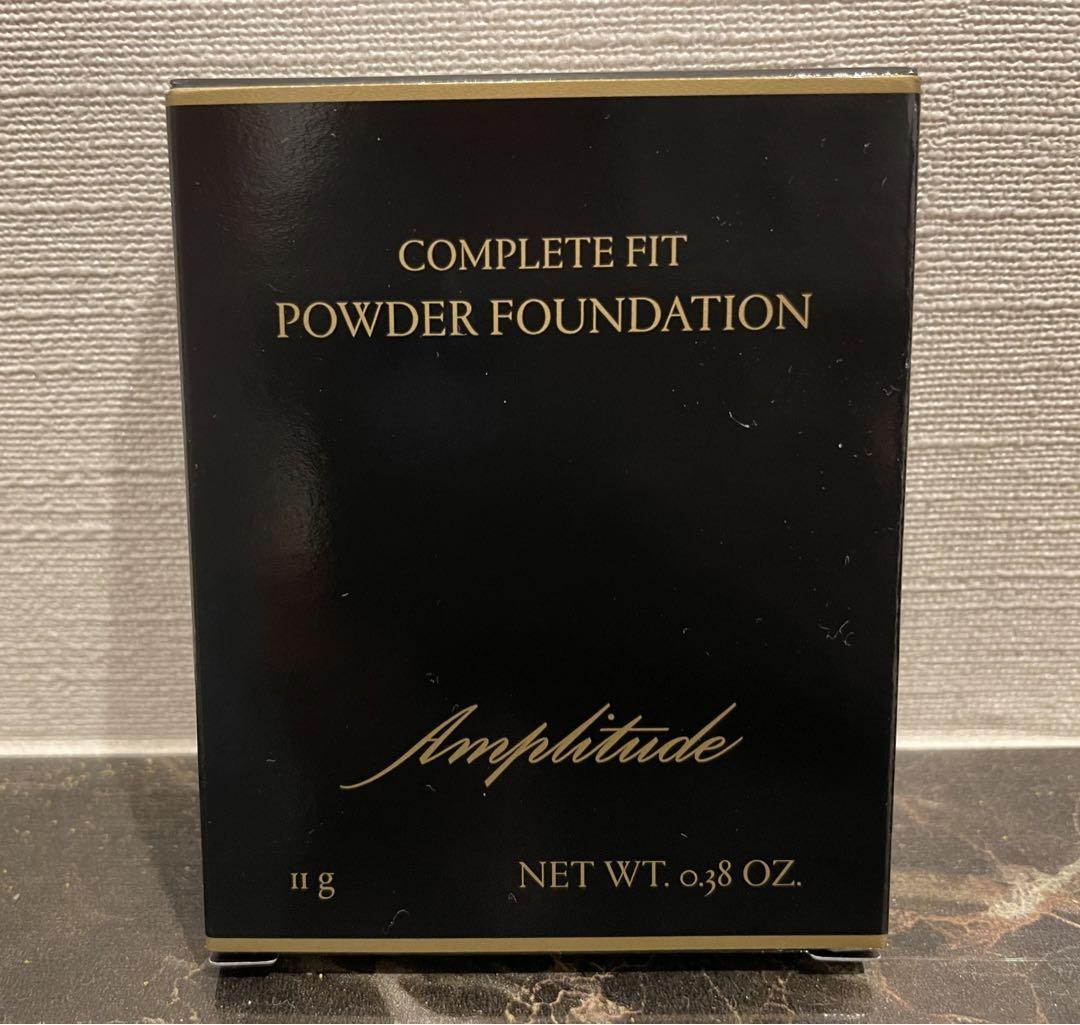 COMPLETE FIT
POWDER FOUNDATION
Amplitude
11 g NET WT. 0.38 OZ.